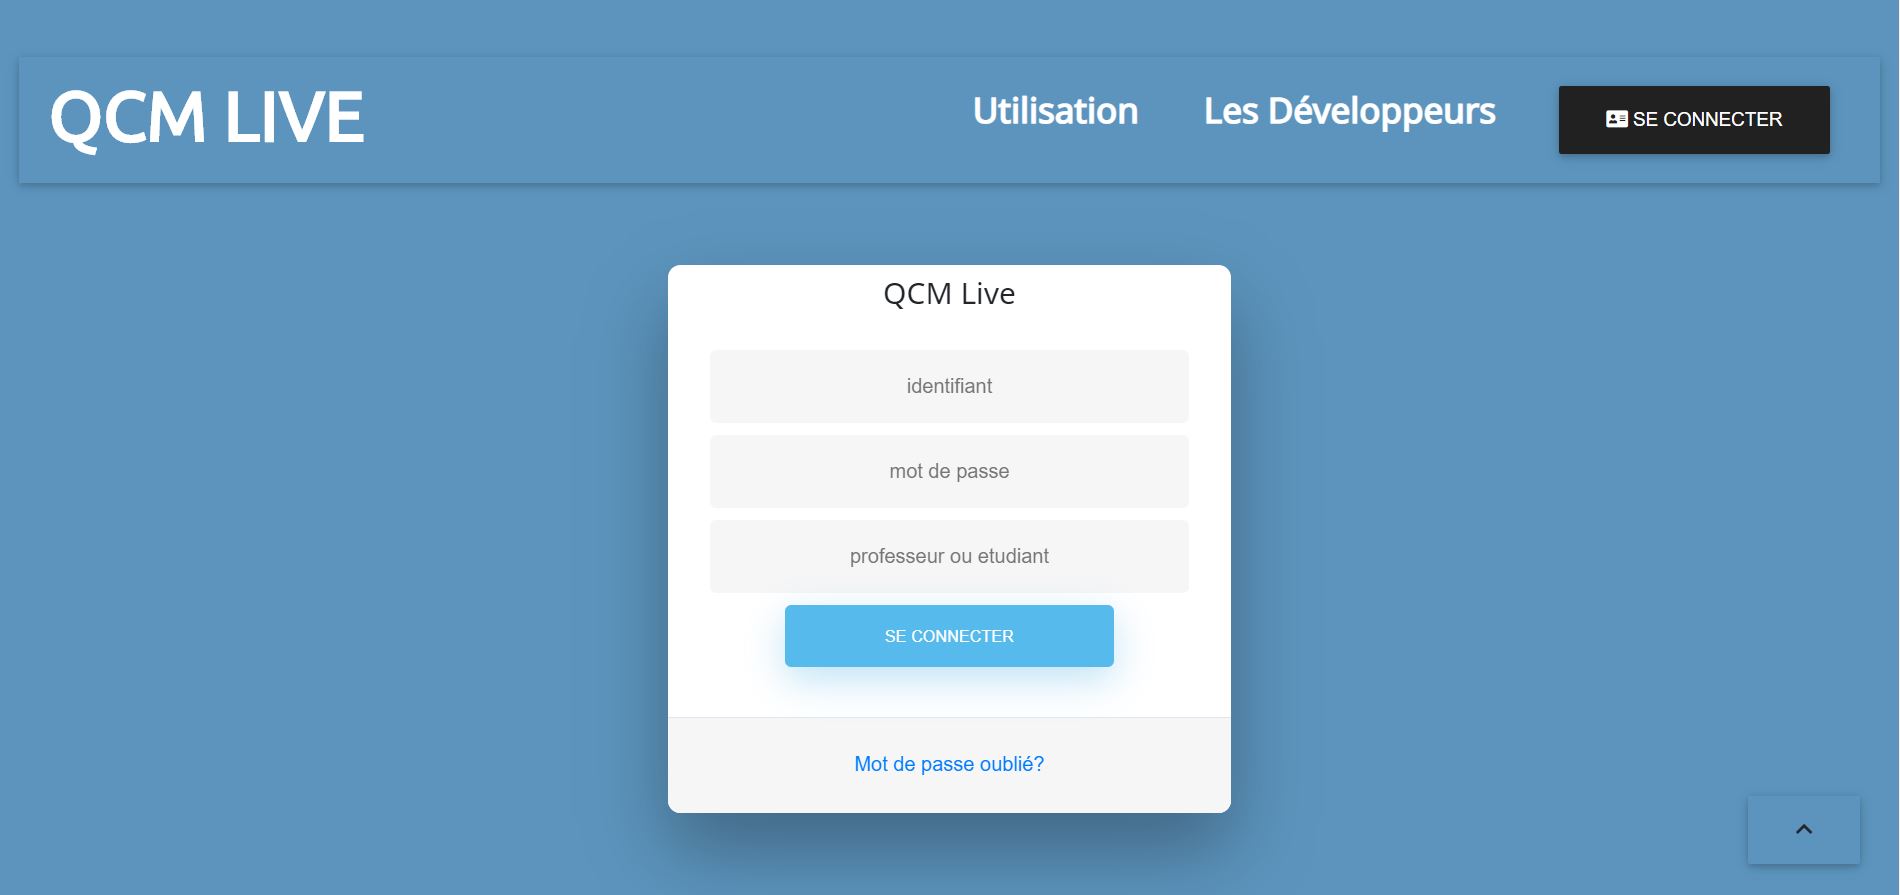 QCM LIVE
Utilisation
Les Développeurs
SE CONNECTER
QCM Live
identifiant
mot de passe
professeur ou etudiant
SE CONNECTER
Mot de passe oublié?